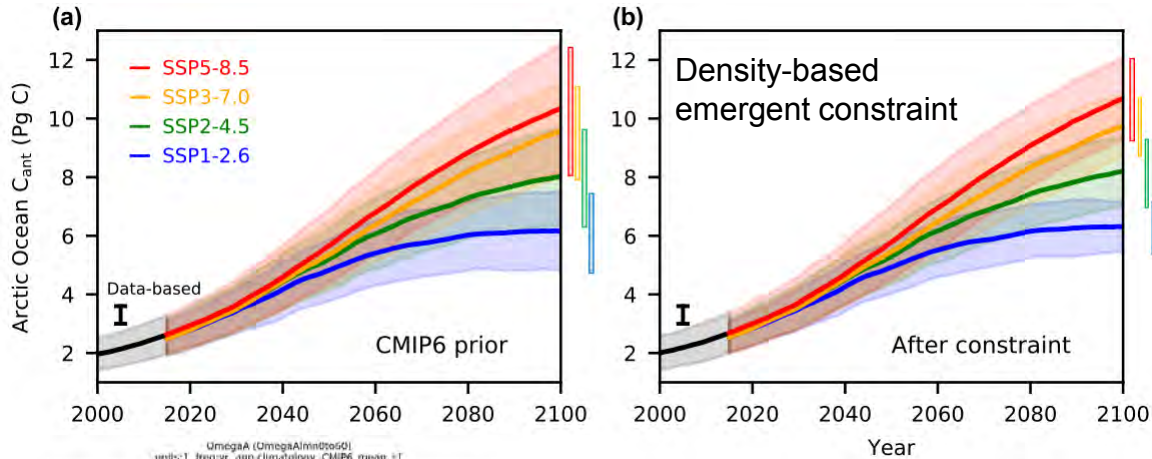 (a)
12
10
8
6
4
2
Arctic Ocean Cant (Pg C)
SSP5-8.5
SSP3-7.0
SSP2-4.5
SSP1-2.6
Data-based
CMIP6 prior
2000 2020 2040 2060 2080 2100
OmegaA (OmegaAlmn0to60)
(b)
Density-based
emergent constraint
12
10
8
6
4
2
After constraint
2000 2020 2040 2060 2080 2100
Year